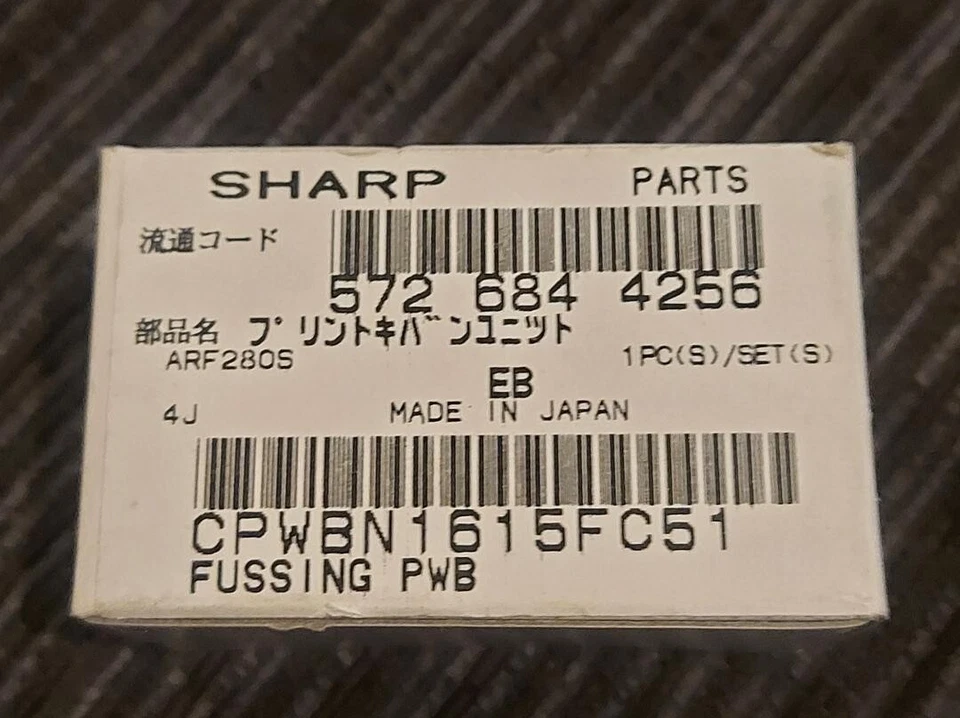 SHARP PARTS
流通コード
572 684 4256
部品名 プリントキバンユニット
ARF280S 1PC(S)/SET(S)
EB
4J MADE IN JAPAN
CPWBN1615FC51
FUSSING PWB